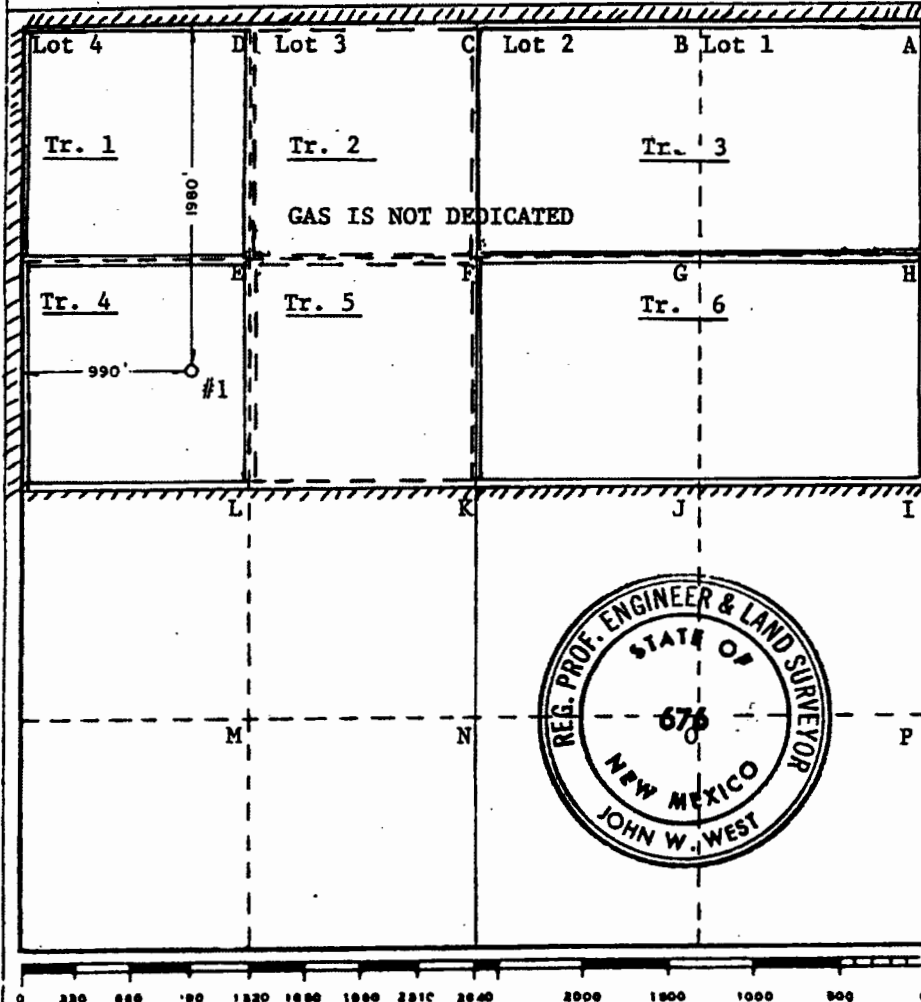 Lot 4 D Lot 3 C Lot 2 B Lot 1 A
Tr. 1 Tr. 2 Tr. 3
1980'
GAS IS NOT DEDICATED
E F G H
Tr. 4 Tr. 5 Tr. 6
990'
#1
L K J I
REG. PROF. ENGINEER & LAND SURVEYOR
STATE OF
676
NEW MEXICO
JOHN W. WEST
M N O P
0 330 660 1320 1980 2310 2640 2000 1500 1000 500